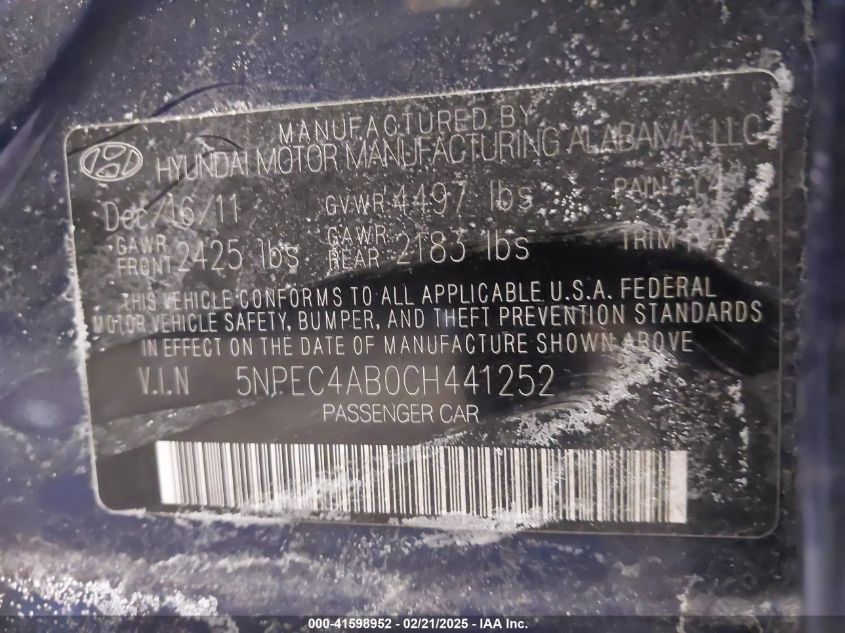 MANUFACTURED BY
HYUNDAI MOTOR MANUFACTURING ALABAMA, LLC
Dec/16/11 GVWR 4497 lbs PAINT
GAWR FRONT 2425 lbs GAWR REAR 2183 lbs TRIM
THIS VEHICLE CONFORMS TO ALL APPLICABLE U.S.A. FEDERAL
MOTOR VEHICLE SAFETY, BUMPER, AND THEFT PREVENTION STANDARDS
IN EFFECT ON THE DATE OF MANUFACTURE SHOWN ABOVE
V.I.N 5NPEC4AB0CH441252
PASSENGER CAR
000-41598952 / 02/21/2025 - IAA Inc.